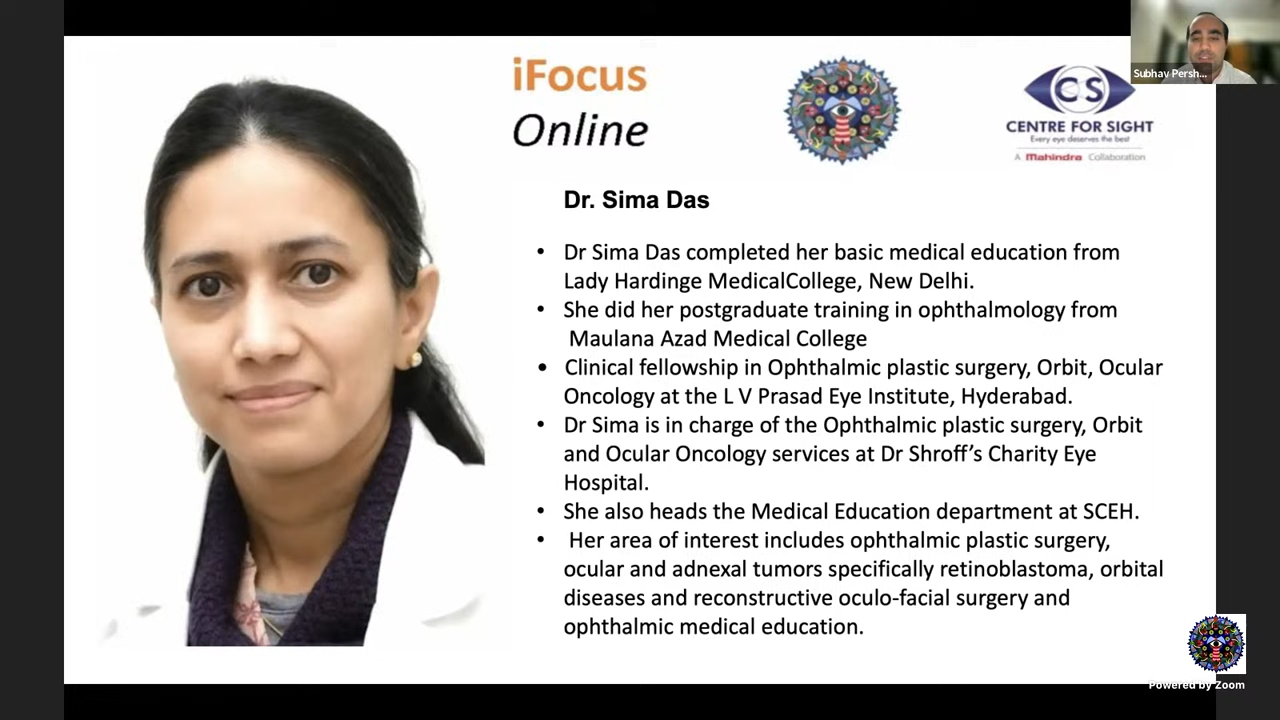 iFocus
Online
CS
CENTRE FOR SIGHT
Every eye deserves the best
A Mahindra Collaboration
Subhav Persh...
Dr. Sima Das
• Dr Sima Das completed her basic medical education from
Lady Hardinge MedicalCollege, New Delhi.
• She did her postgraduate training in ophthalmology from
Maulana Azad Medical College
• Clinical fellowship in Ophthalmic plastic surgery, Orbit, Ocular
Oncology at the L V Prasad Eye Institute, Hyderabad.
• Dr Sima is in charge of the Ophthalmic plastic surgery, Orbit
and Ocular Oncology services at Dr Shroff’s Charity Eye
Hospital.
• She also heads the Medical Education department at SCEH.
• Her area of interest includes ophthalmic plastic surgery,
ocular and adnexal tumors specifically retinoblastoma, orbital
diseases and reconstructive oculo-facial surgery and
ophthalmic medical education.
Powered by Zoom